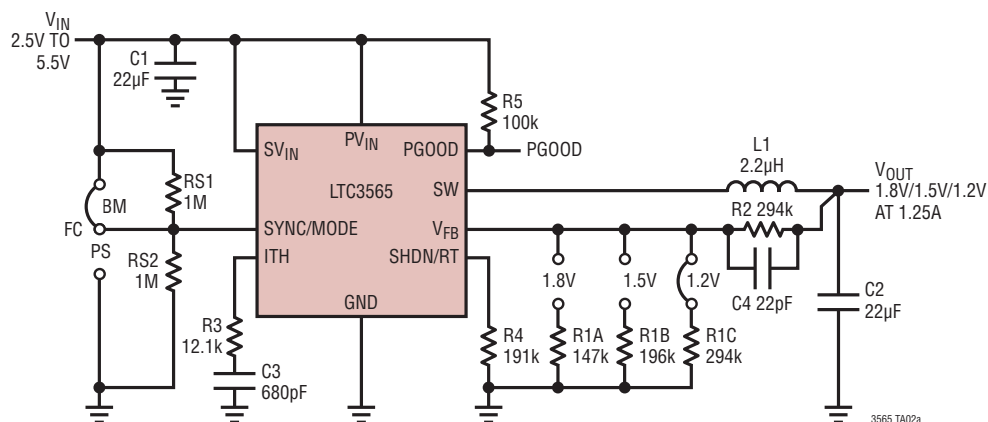 VIN
2.5V TO
5.5V
C1
22µF
R5
100k
SVIN
PVIN
PGOOD
PGOOD
LTC3565
SW
L1
2.2µH
VOUT
1.8V/1.5V/1.2V
AT 1.25A
RS1
1M
BM
FC
PS
RS2
1M
SYNC/MODE
VFB
R2 294k
ITH
SHDN/RT
1.8V
1.5V
1.2V
C4 22pF
GND
C2
22µF
R3
12.1k
C3
680pF
R4
191k
R1A
147k
R1B
196k
R1C
294k
3565 TA02a